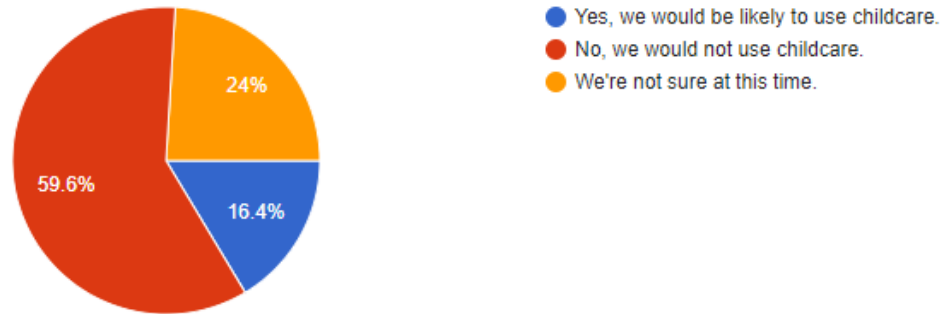 Yes, we would be likely to use childcare.
No, we would not use childcare.
We're not sure at this time.
24%
59.6%
16.4%